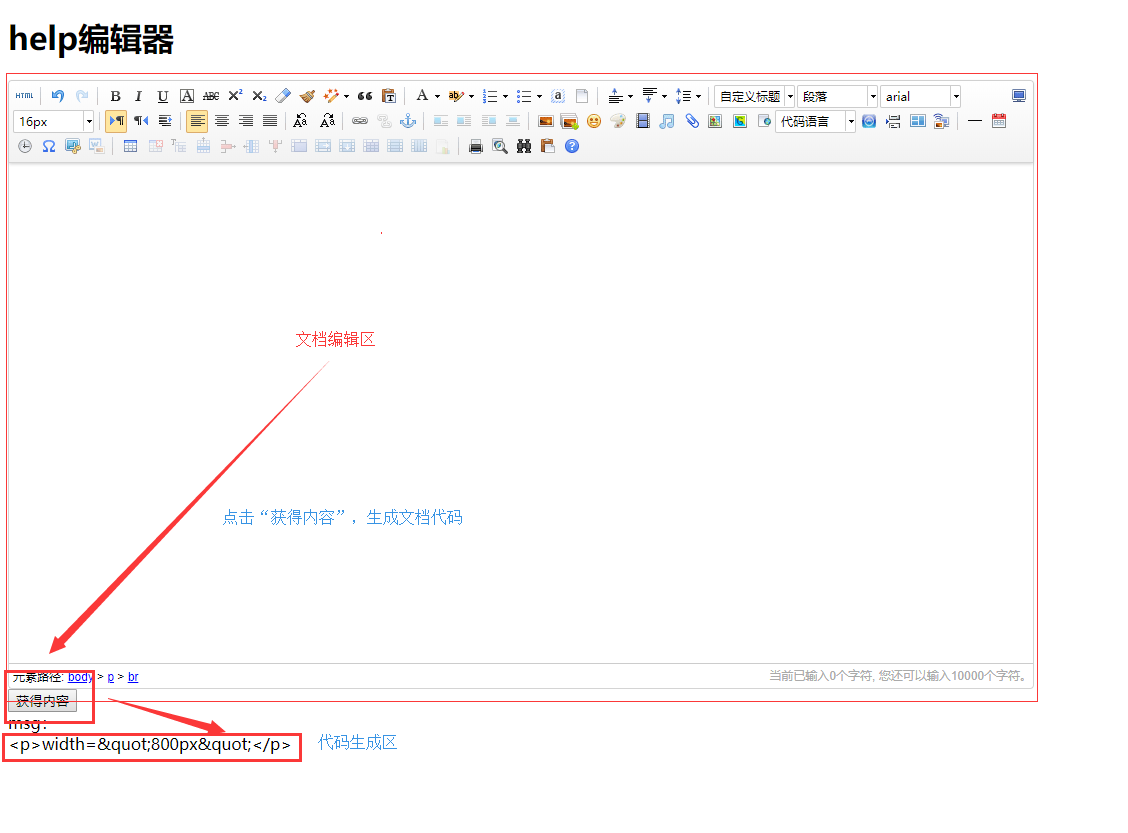 help编辑器
HTML B I U A ABC X² X₂ A 自定义标题 段落 arial
16px 代码语言
文档编辑区
点击“获得内容”，生成文档代码
元素路径: body > p > br 当前已输入0个字符, 您还可以输入10000个字符。
获得内容
msg:
<p>width=&quot;800px&quot;</p> 代码生成区